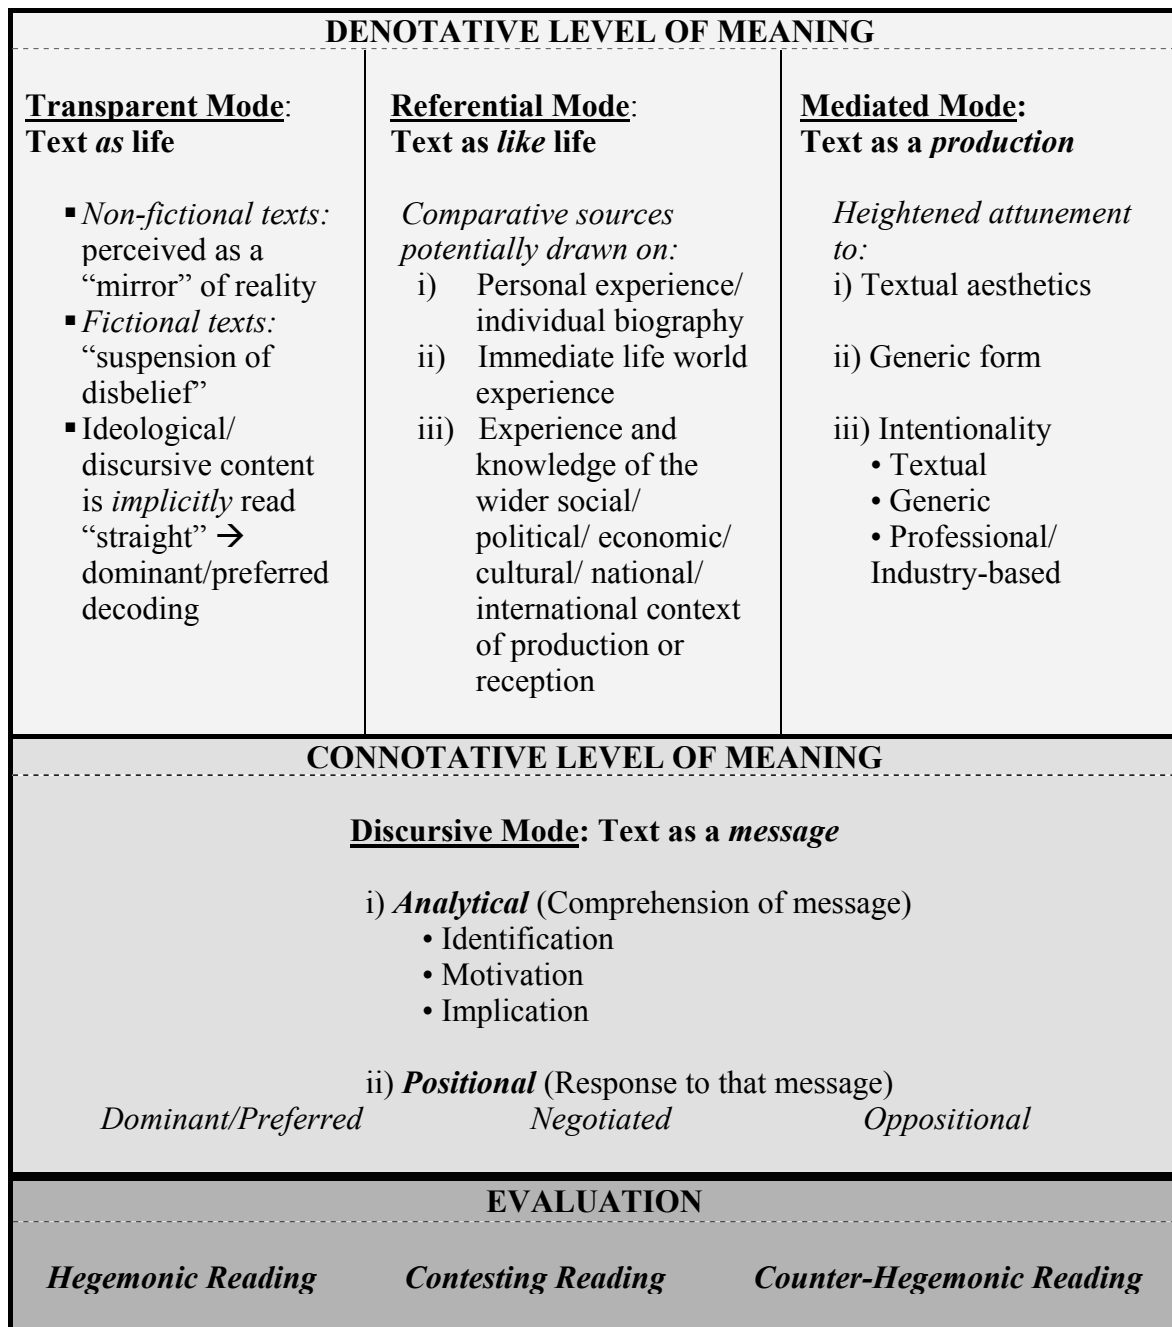 DENOTATIVE LEVEL OF MEANING
Transparent Mode:
Text as life
▪ Non-fictional texts:
perceived as a
“mirror” of reality
▪ Fictional texts:
“suspension of
disbelief”
▪ Ideological/
discursive content
is implicitly read
“straight” →
dominant/preferred
decoding
Referential Mode:
Text as like life
Comparative sources
potentially drawn on:
i) Personal experience/
individual biography
ii) Immediate life world
experience
iii) Experience and
knowledge of the
wider social/
political/ economic/
cultural/ national/
international context
of production or
reception
Mediated Mode:
Text as a production
Heightened attunement
to:
i) Textual aesthetics
ii) Generic form
iii) Intentionality
• Textual
• Generic
• Professional/
Industry-based
CONNOTATIVE LEVEL OF MEANING
Discursive Mode: Text as a message
i) Analytical (Comprehension of message)
• Identification
• Motivation
• Implication
ii) Positional (Response to that message)
Dominant/Preferred Negotiated Oppositional
EVALUATION
Hegemonic Reading Contesting Reading Counter-Hegemonic Reading